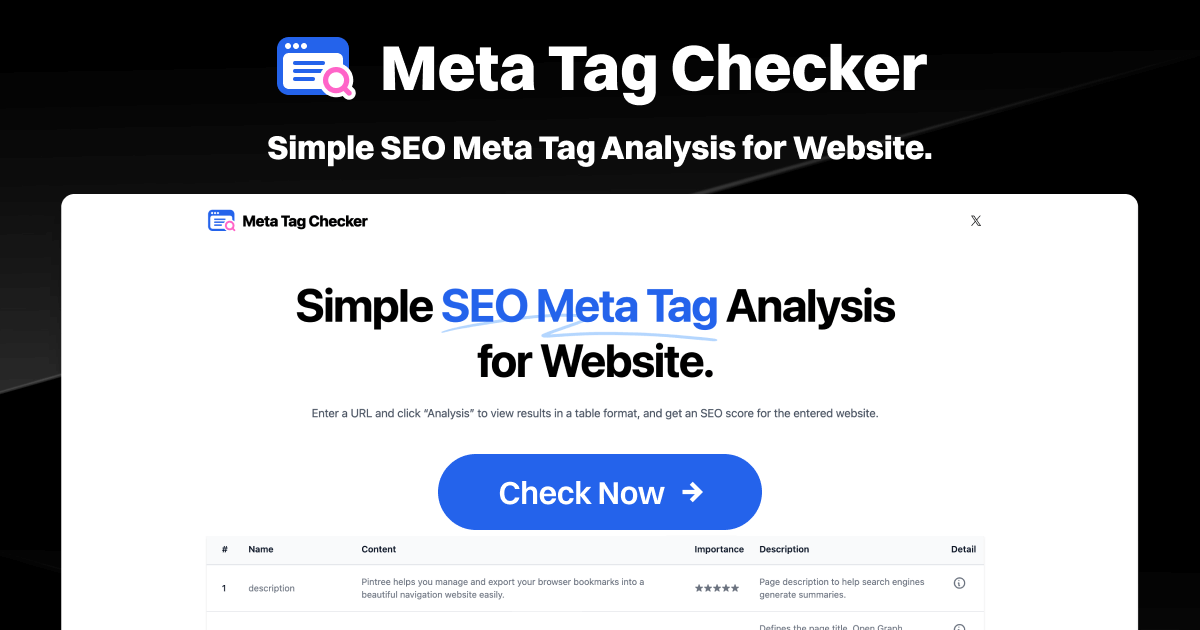 Meta Tag Checker
Simple SEO Meta Tag Analysis for Website.
Meta Tag Checker
𝕏
Simple SEO Meta Tag Analysis
for Website.
Enter a URL and click “Analysis” to view results in a table format, and get an SEO score for the entered website.
Check Now →
# Name Content Importance Description Detail
1 description Pintree helps you manage and export your browser bookmarks into a beautiful navigation website easily. ★★★★★ Page description to help search engines generate summaries.
Defines the page title, Open Graph